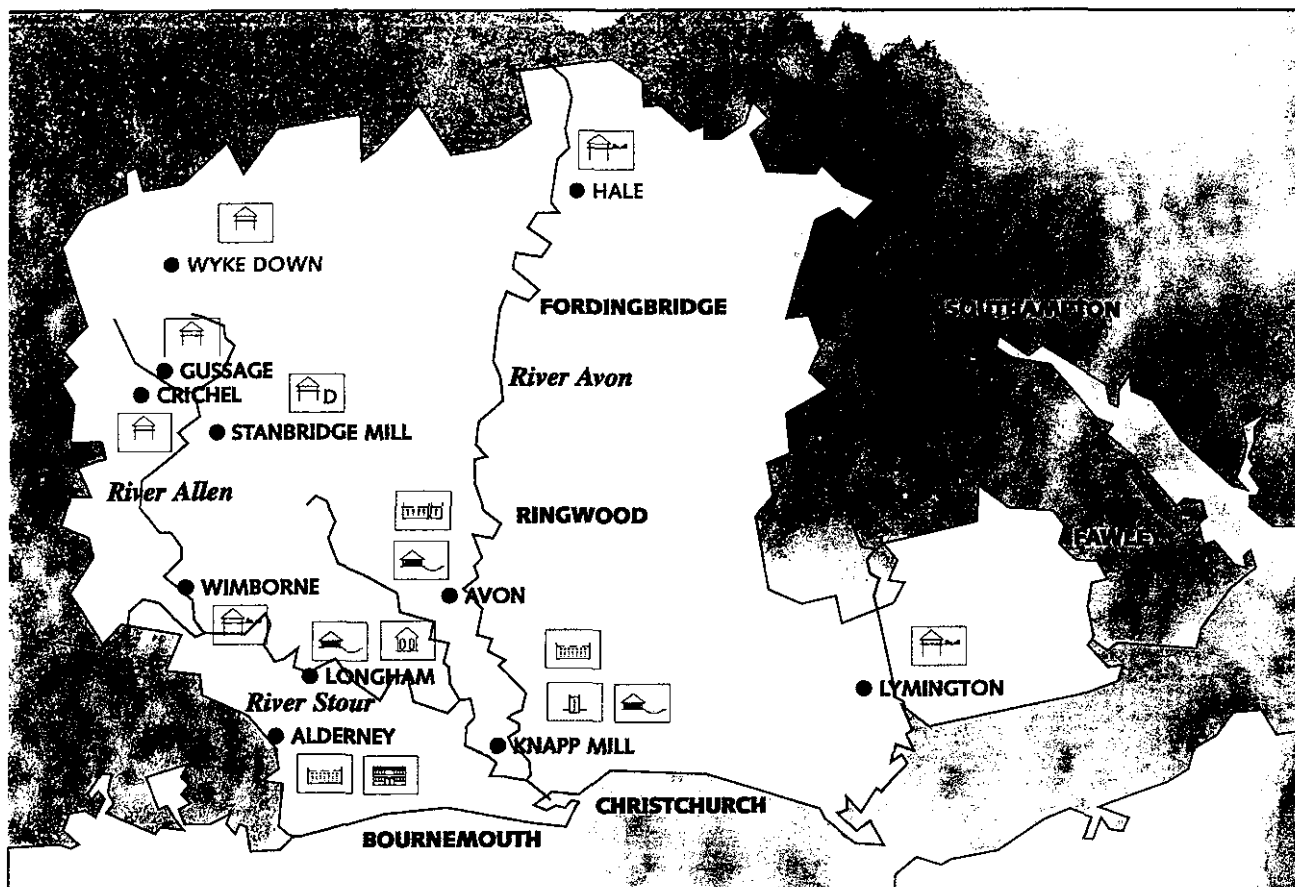 HALE
WYKE DOWN
FORDINGBRIDGE
SOUTHAMPTON
GUSSAGE
River Avon
CRICHEL
D
STANBRIDGE MILL
River Allen
RINGWOOD
FAWLEY
WIMBORNE
AVON
LONGHAM
LYMINGTON
River Stour
ALDERNEY
KNAPP MILL
CHRISTCHURCH
BOURNEMOUTH